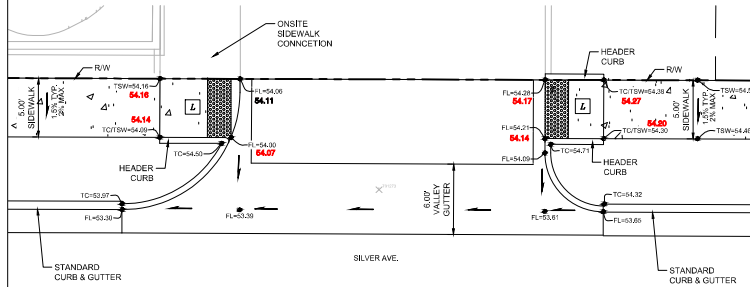 ONSITE
SIDEWALK
CONNCETION
HEADER
CURB
R/W
R/W
TSW=54.16
54.16
FL=54.06
54.11
FL=54.28
54.17
TC/TSW=54.38
54.27
5.00'
SIDEWALK
1.5% TYP.
2% MAX
L
L
5.00'
SIDEWALK
1.5% TYP.
2% MAX
54.14
TC/TSW=54.09
FL=54.00
54.07
FL=54.21
54.14
54.20
TC/TSW=54.30
TSW=54.48
TC=54.50
FL=54.09
TC=54.71
HEADER
CURB
HEADER
CURB
TC=53.97
FL=53.30
FL=53.39
6.00'
VALLEY
GUTTER
FL=53.61
TC=54.32
FL=53.65
STANDARD
CURB & GUTTER
SILVER AVE.
STANDARD
CURB & GUTTER